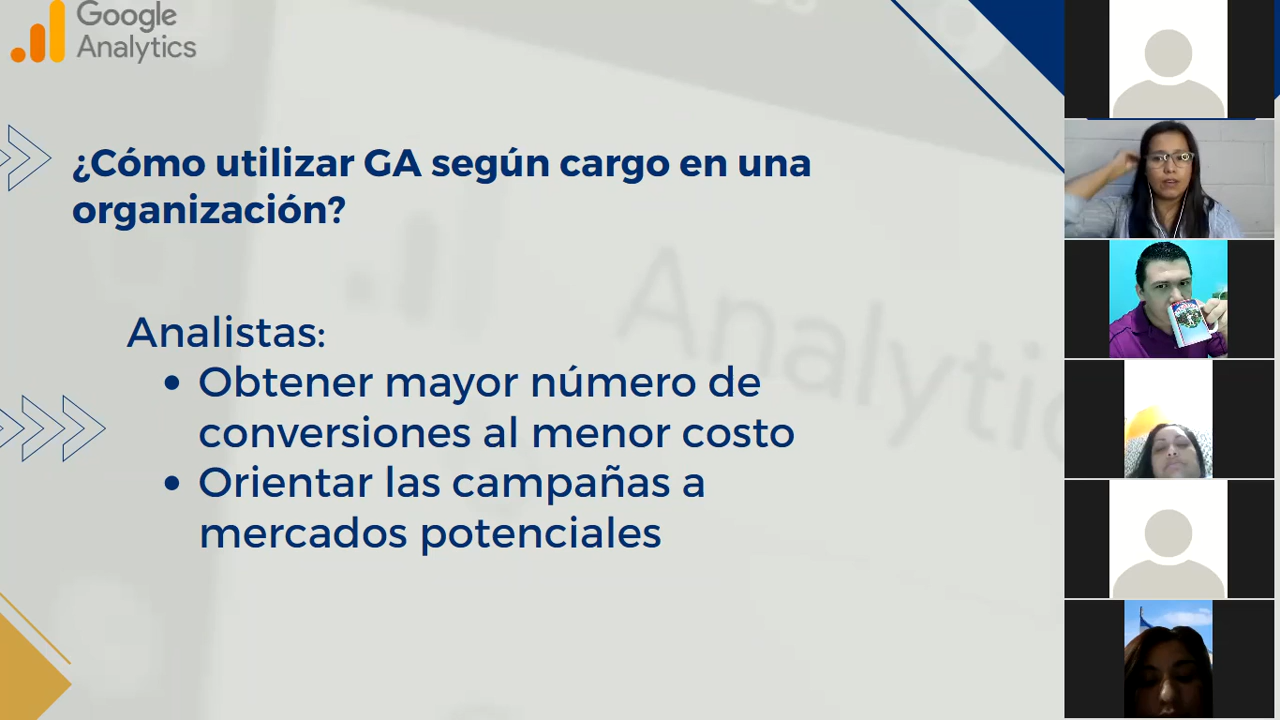 Google
Analytics
¿Cómo utilizar GA según cargo en una
organización?
Analistas:
• Obtener mayor número de
conversiones al menor costo
• Orientar las campañas a
mercados potenciales
Analytics